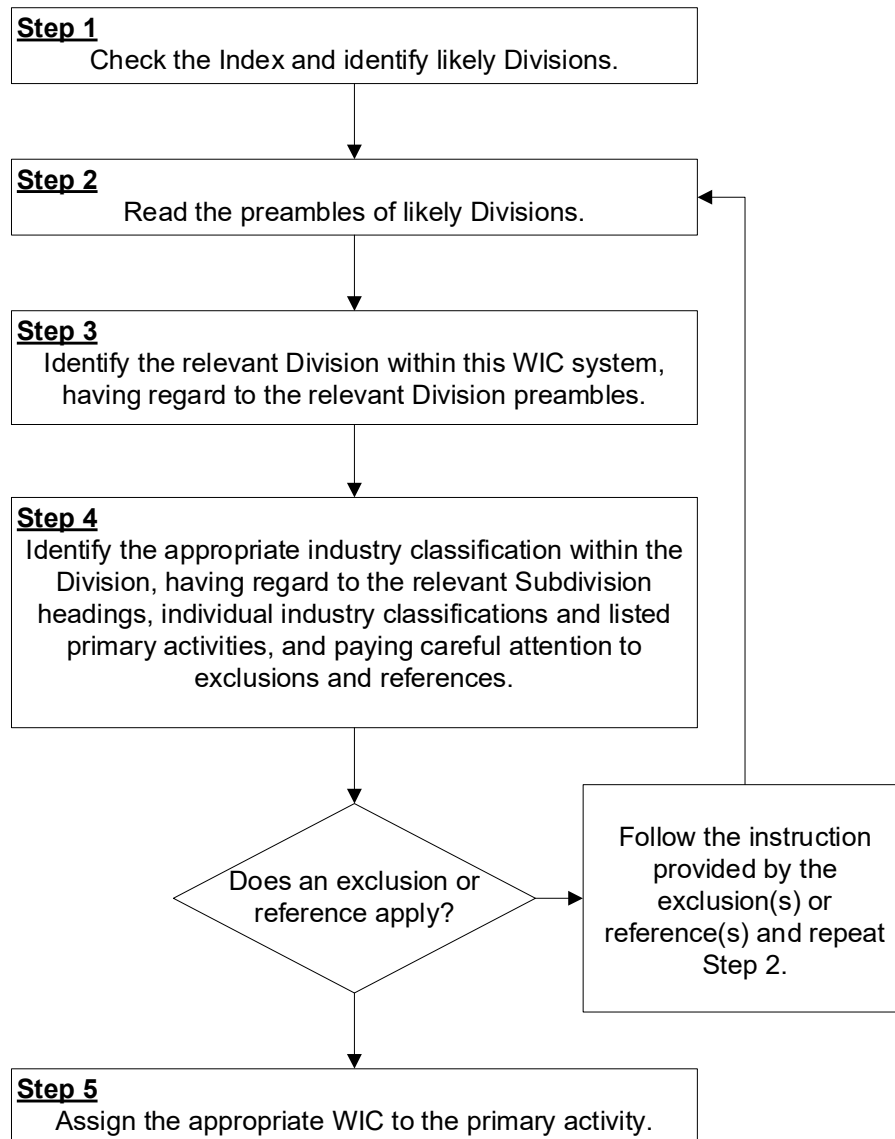 Step 1
Check the Index and identify likely Divisions.
Step 2
Read the preambles of likely Divisions.
Step 3
Identify the relevant Division within this WIC system,
having regard to the relevant Division preambles.
Step 4
Identify the appropriate industry classification within the
Division, having regard to the relevant Subdivision
headings, individual industry classifications and listed
primary activities, and paying careful attention to
exclusions and references.
Does an exclusion or
reference apply?
Follow the instruction
provided by the
exclusion(s) or
reference(s) and repeat
Step 2.
Step 5
Assign the appropriate WIC to the primary activity.